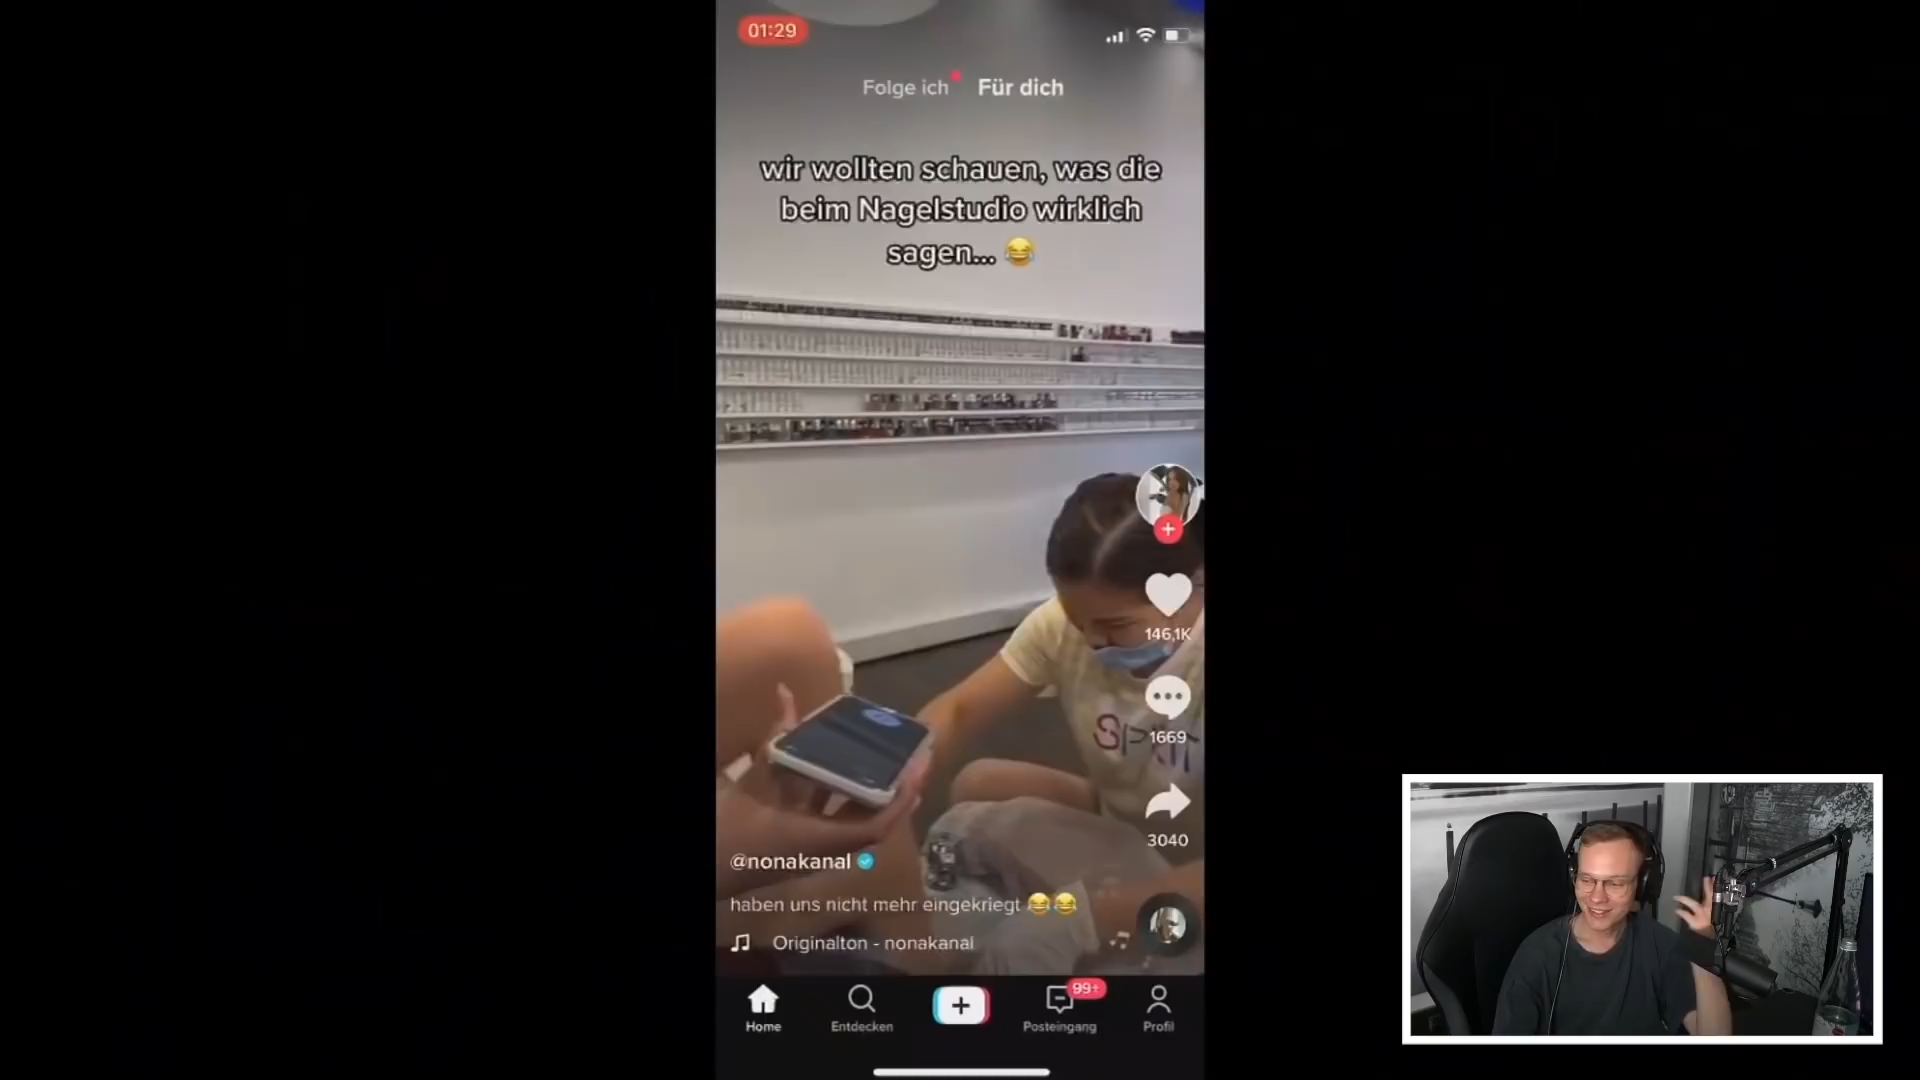 01:29
Folge ich Für dich
wir wollten schauen, was die
beim Nagelstudio wirklich
sagen... 😂
146,1K
1669
3040
@nonakanal
haben uns nicht mehr eingekriegt 😂😂
Originalton - nonakanal
99+
Home Entdecken Posteingang Profil